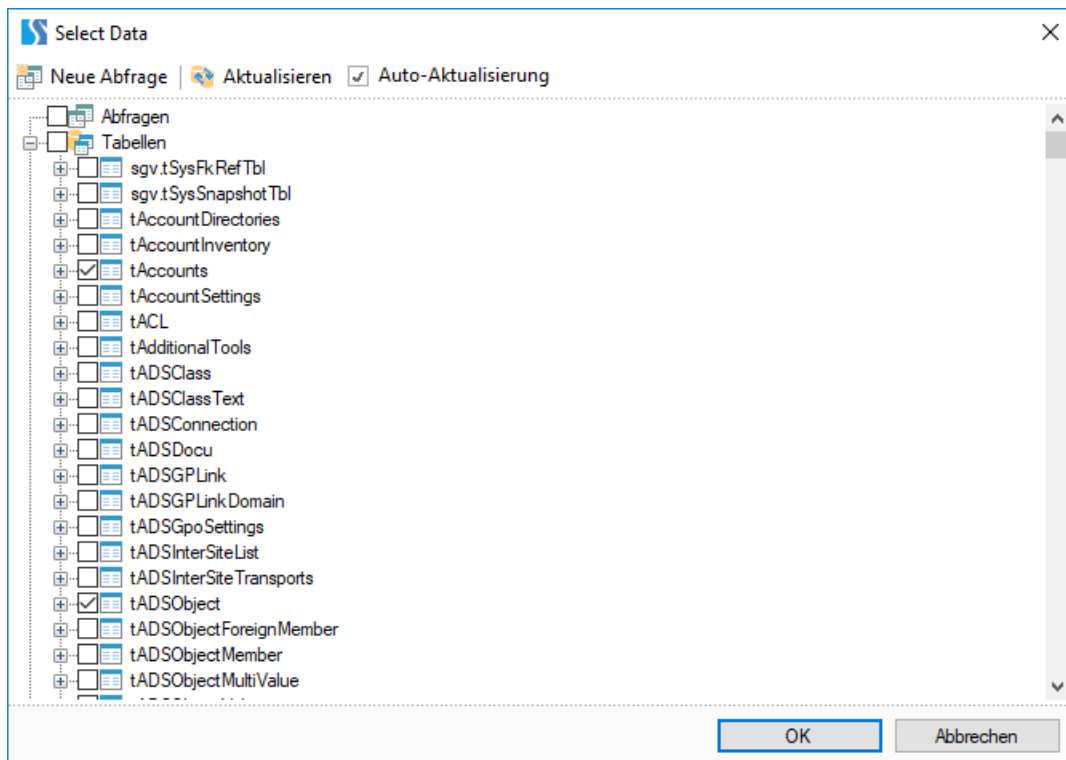 Select Data
Neue Abfrage Aktualisieren Auto-Aktualisierung
Abfragen
Tabellen
sgv.tSysFkRefTbl
sgv.tSysSnapshotTbl
tAccountDirectories
tAccountInventory
tAccounts
tAccountSettings
tACL
tAdditionalTools
tADSClass
tADSClassText
tADSConnection
tADSDocu
tADSGPLink
tADSGPLinkDomain
tADSGpoSettings
tADSInterSiteList
tADSInterSiteTransports
tADSObject
tADSObjectForeignMember
tADSObjectMember
tADSObjectMultiValue
OK Abbrechen